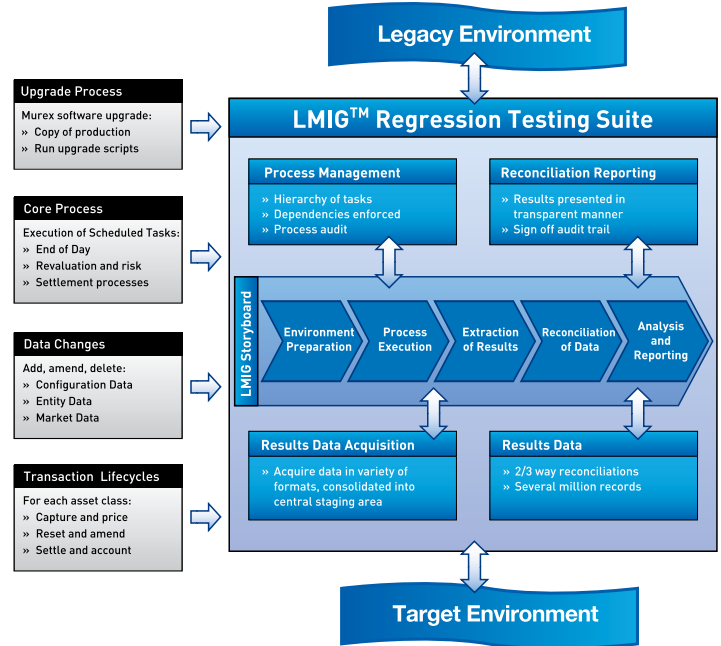 Legacy Environment
Upgrade Process
Murex software upgrade:
» Copy of production
» Run upgrade scripts
Core Process
Execution of Scheduled Tasks:
» End of Day
» Revaluation and risk
» Settlement processes
Data Changes
Add, amend, delete:
» Configuration Data
» Entity Data
» Market Data
Transaction Lifecycles
For each asset class:
» Capture and price
» Reset and amend
» Settle and account
LMIG™ Regression Testing Suite
Process Management
» Hierarchy of tasks
» Dependencies enforced
» Process audit
Reconciliation Reporting
» Results presented in
transparent manner
» Sign off audit trail
LMIG Storyboard
Environment
Preparation
Process
Execution
Extraction
of Results
Reconciliation
of Data
Analysis
and
Reporting
Results Data Acquisition
» Acquire data in variety of
formats, consolidated into
central staging area
Results Data
» 2/3 way reconciliations
» Several million records
Target Environment